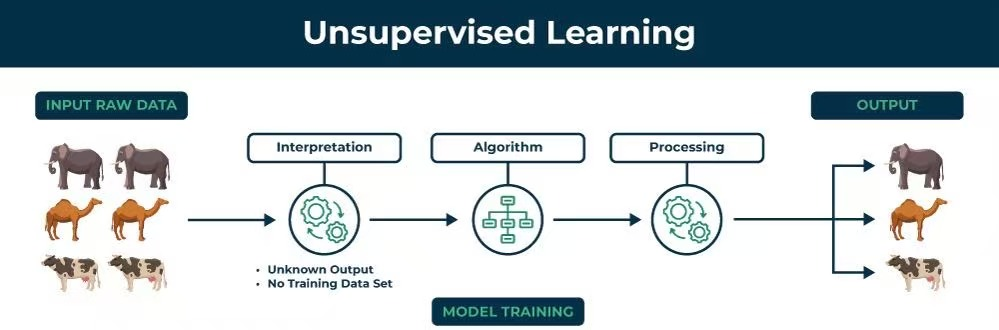 Unsupervised Learning
INPUT RAW DATA
OUTPUT
Interpretation
Algorithm
Processing
• Unknown Output
• No Training Data Set
MODEL TRAINING